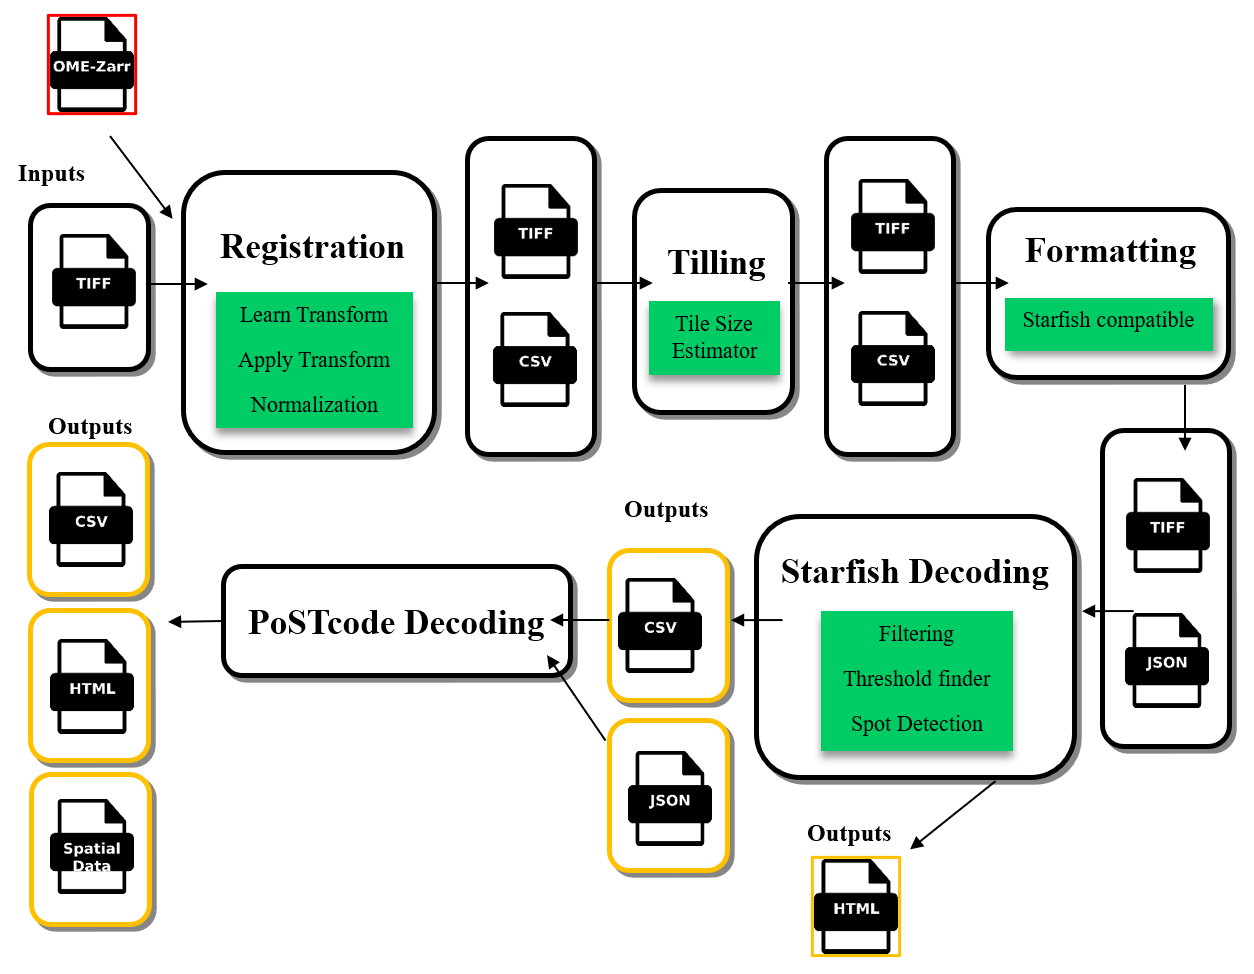 OME-Zarr
Inputs
TIFF
Registration
Learn Transform
Apply Transform
Normalization
TIFF
CSV
Tilling
Tile Size
Estimator
TIFF
CSV
Formatting
Starfish compatible
TIFF
JSON
Starfish Decoding
Filtering
Threshold finder
Spot Detection
Outputs
HTML
Outputs
CSV
JSON
PoSTcode Decoding
Outputs
CSV
HTML
Spatial
Data